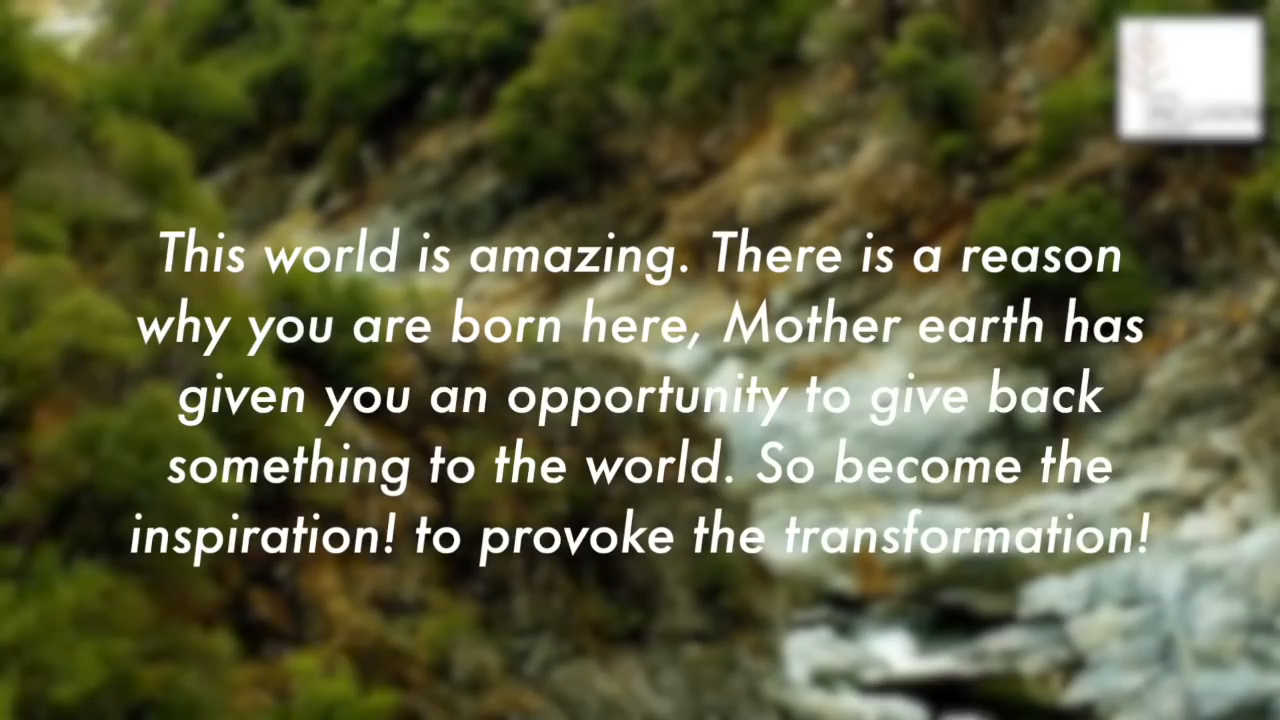 This world is amazing. There is a reason
why you are born here, Mother earth has
given you an opportunity to give back
something to the world. So become the
inspiration! to provoke the transformation!